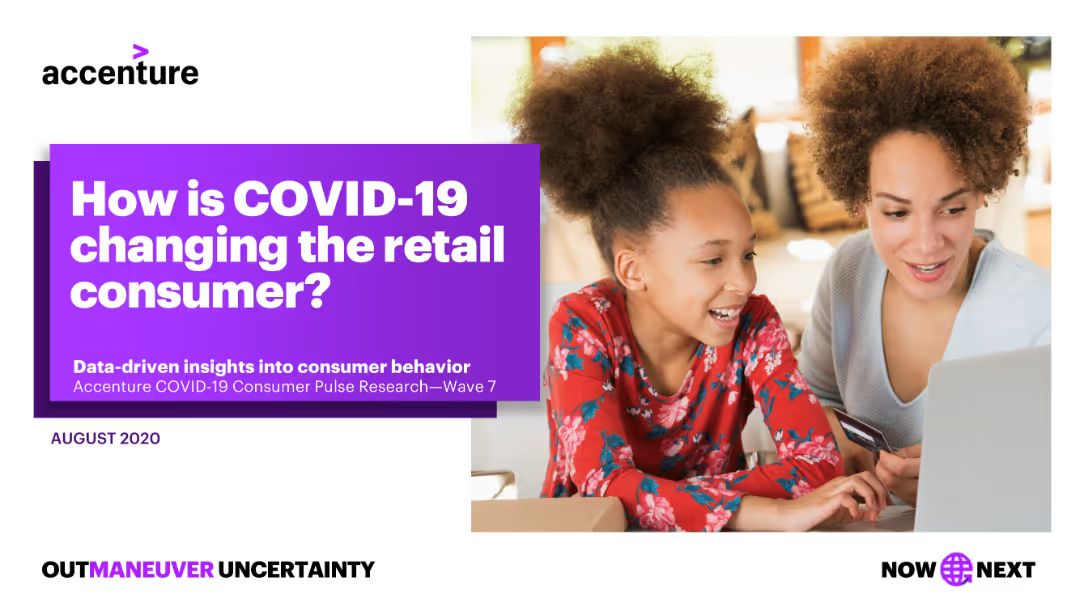 accenture
How is COVID-19
changing the retail
consumer?
Data-driven insights into consumer behavior
Accenture COVID-19 Consumer Pulse Research—Wave 7
AUGUST 2020
OUTMANEUVER UNCERTAINTY
NOW NEXT